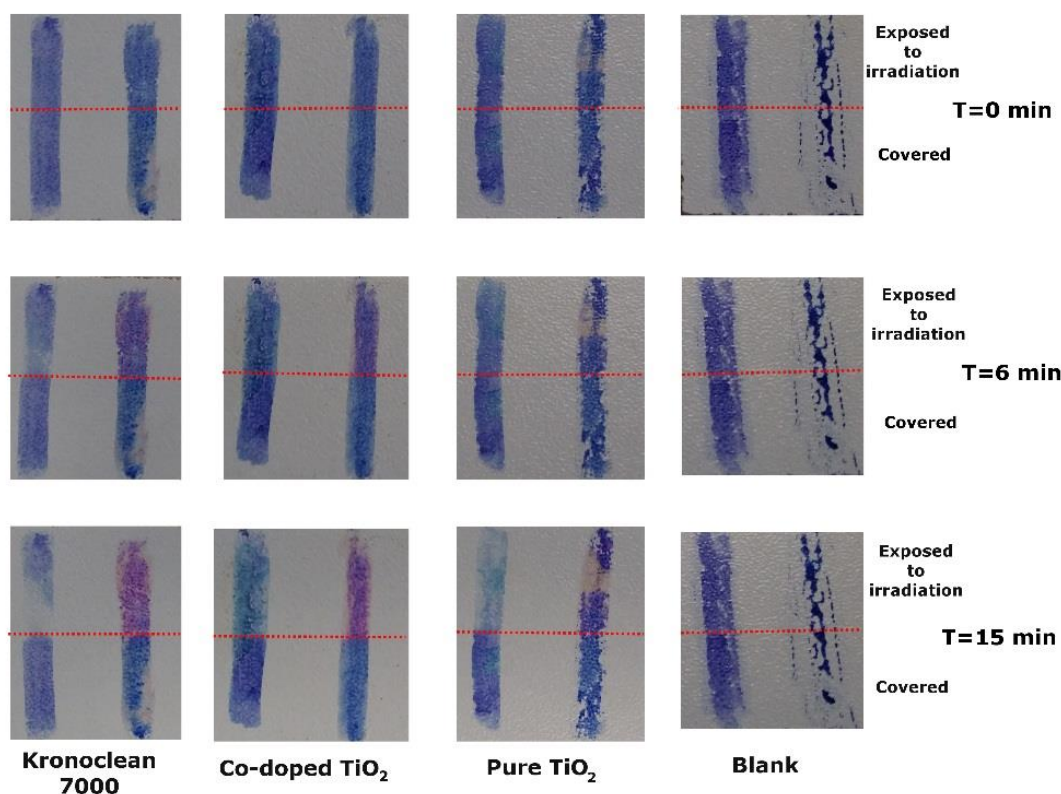 Exposed
to
irradiation
T=0 min
Covered
Exposed
to
irradiation
T=6 min
Covered
Exposed
to
irradiation
T=15 min
Covered
Kronoclean
7000
Co-doped TiO₂
Pure TiO₂
Blank